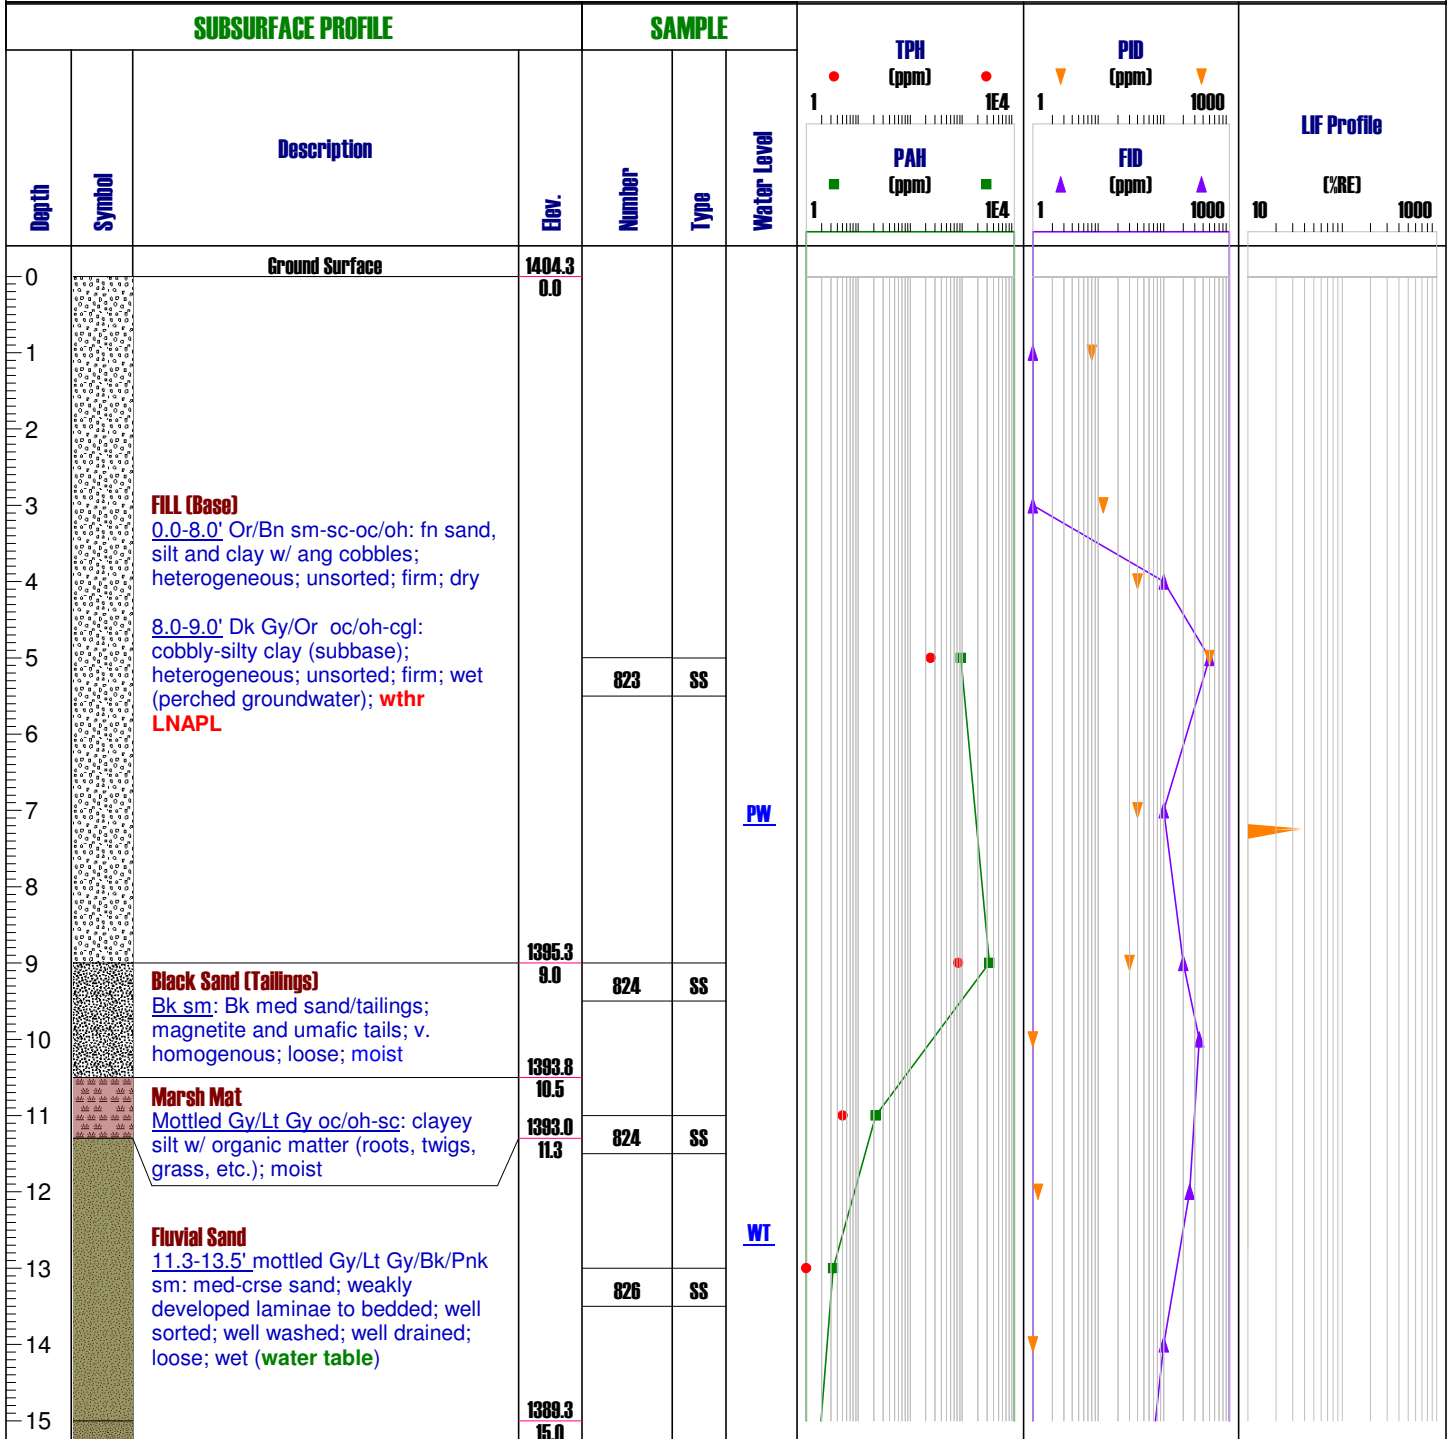 SUBSURFACE PROFILE
SAMPLE
Depth
Symbol
Description
Elev.
Number
Type
Water Level
TPH
(ppm)
1 1E4
PAH
(ppm)
1 1E4
PID
(ppm)
1 1000
FID
(ppm)
1 1000
LIF Profile
(%RE)
10 1000
0
Ground Surface
1404.3
0.0
1
2
3
FILL (Base)
0.0-8.0' Or/Bn sm-sc-oc/oh: fn sand,
silt and clay w/ ang cobbles;
heterogeneous; unsorted; firm; dry
4
8.0-9.0' Dk Gy/Or oc/oh-cgl:
cobbly-silty clay (subbase);
heterogeneous; unsorted; firm; wet
(perched groundwater); wthr
LNAPL
5
823 SS
6
7
PW
8
1395.3
9
9.0
Black Sand (Tailings)
Bk sm: Bk med sand/tailings;
magnetite and umafic tails; v.
homogenous; loose; moist
824 SS
10
1393.8
10.5
Marsh Mat
Mottled Gy/Lt Gy oc/oh-sc: clayey
silt w/ organic matter (roots, twigs,
grass, etc.); moist
11
1393.0
11.3
824 SS
12
WT
Fluvial Sand
11.3-13.5' mottled Gy/Lt Gy/Bk/Pnk
sm: med-crse sand; weakly
developed laminae to bedded; well
sorted; well washed; well drained;
loose; wet (water table)
13
826 SS
14
1389.3
15
15.0